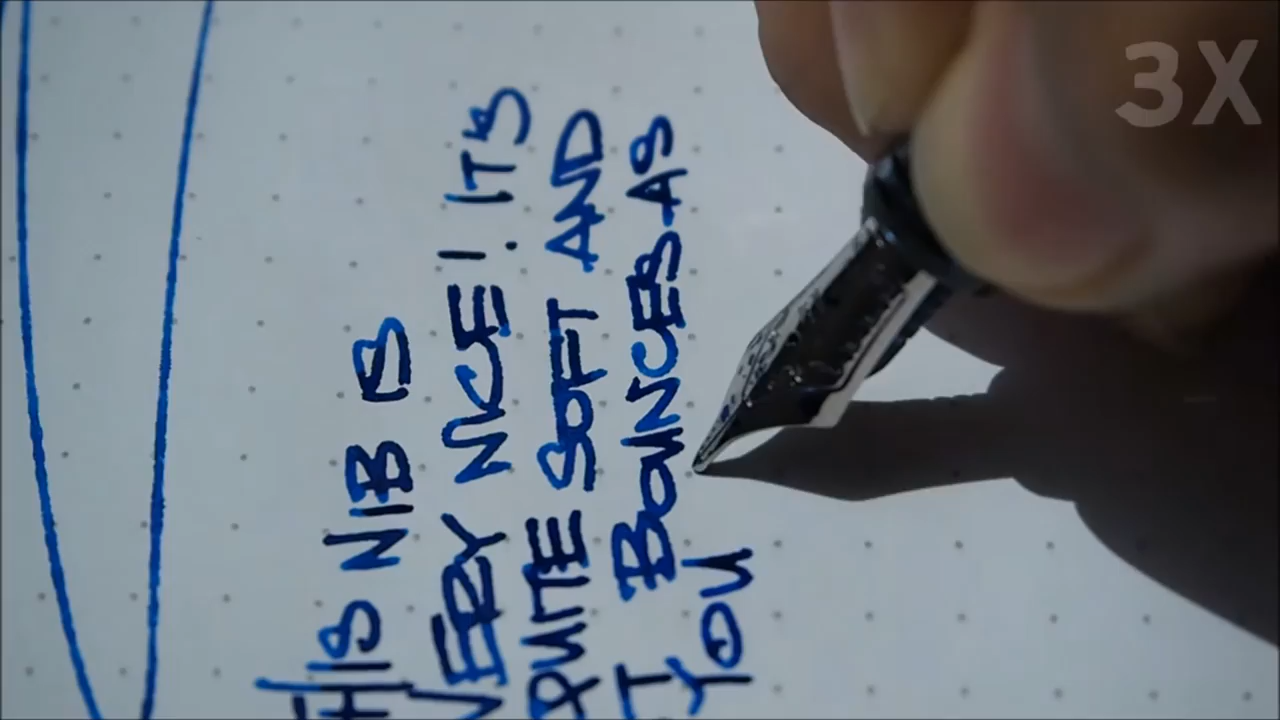 THIS NIB IS
VERY NICE! ITS
QUITE SOFT AND
IT BOUNCES AS
YOU
3X